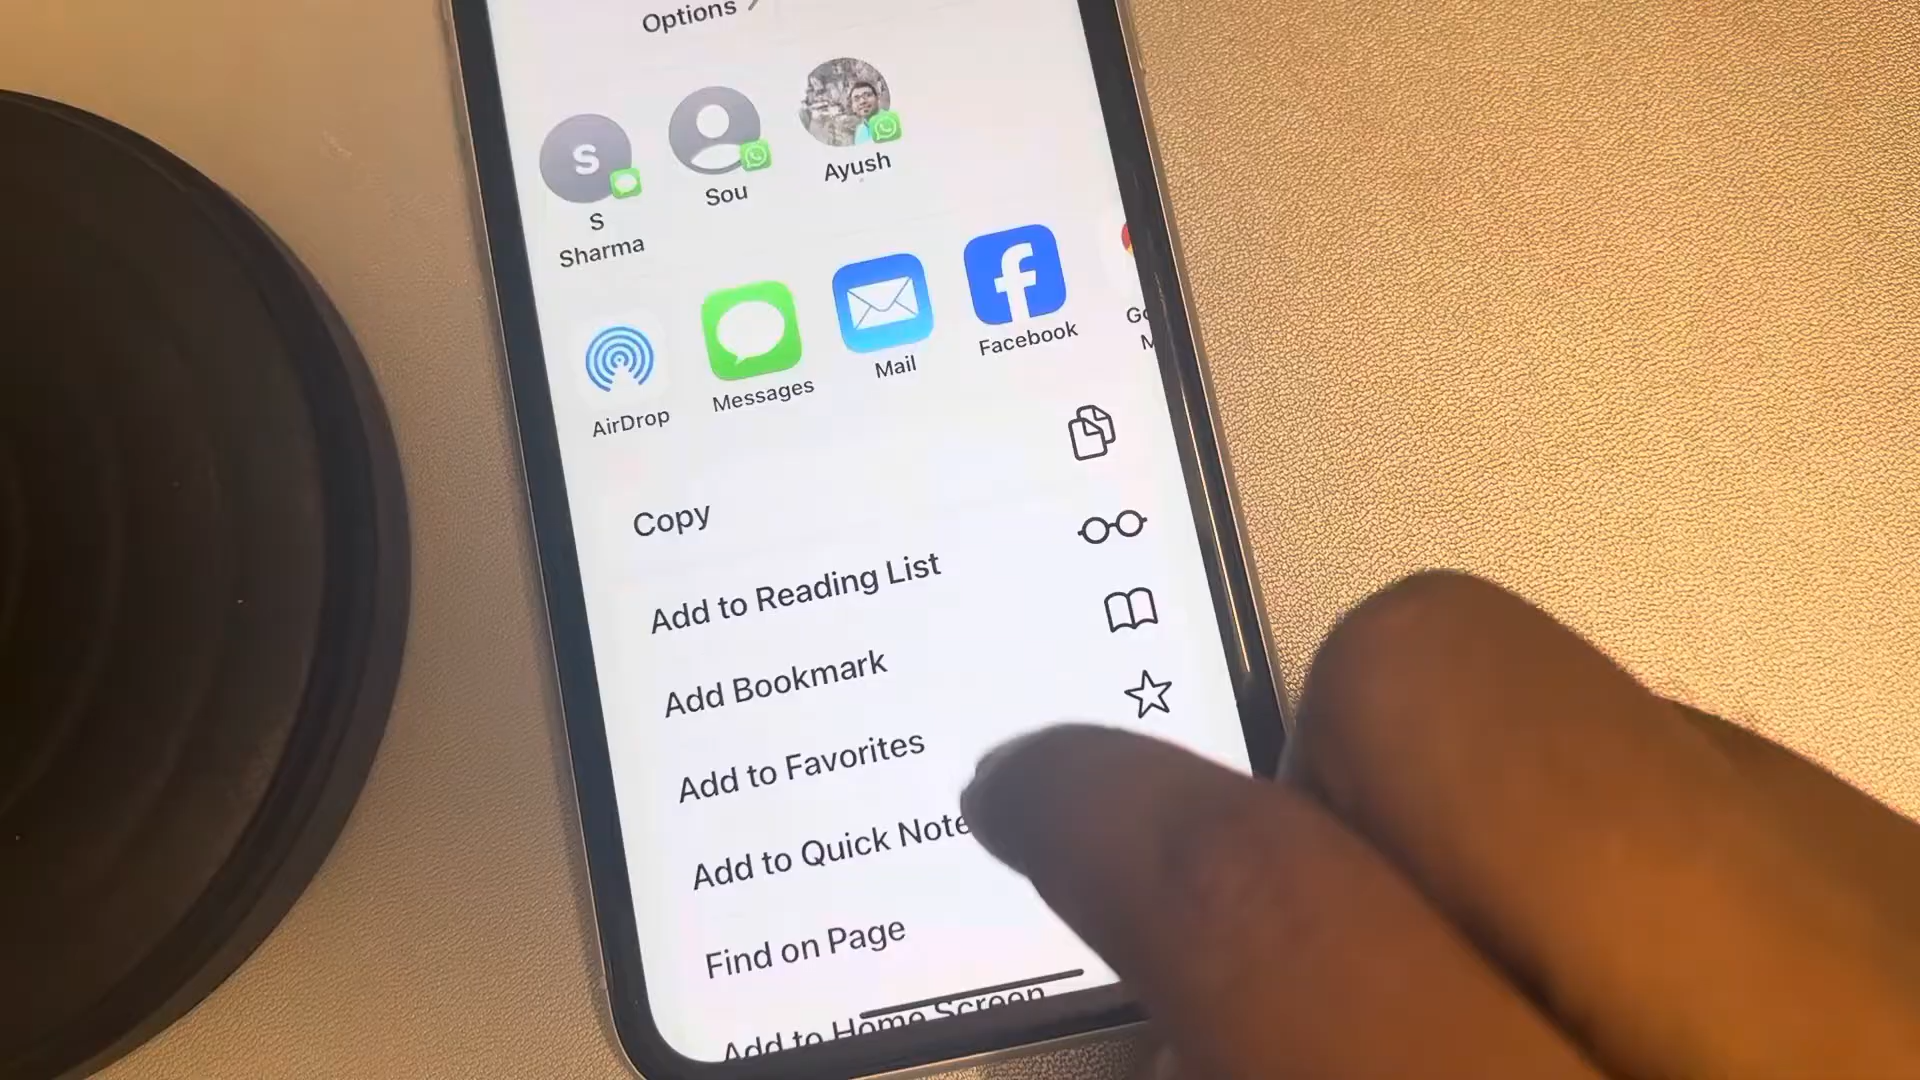 Options
S
S
Sharma
Sou
Ayush
AirDrop
Messages
Mail
Facebook
Copy
Add to Reading List
Add Bookmark
Add to Favorites
Add to Quick Note
Find on Page
Add to Home Screen